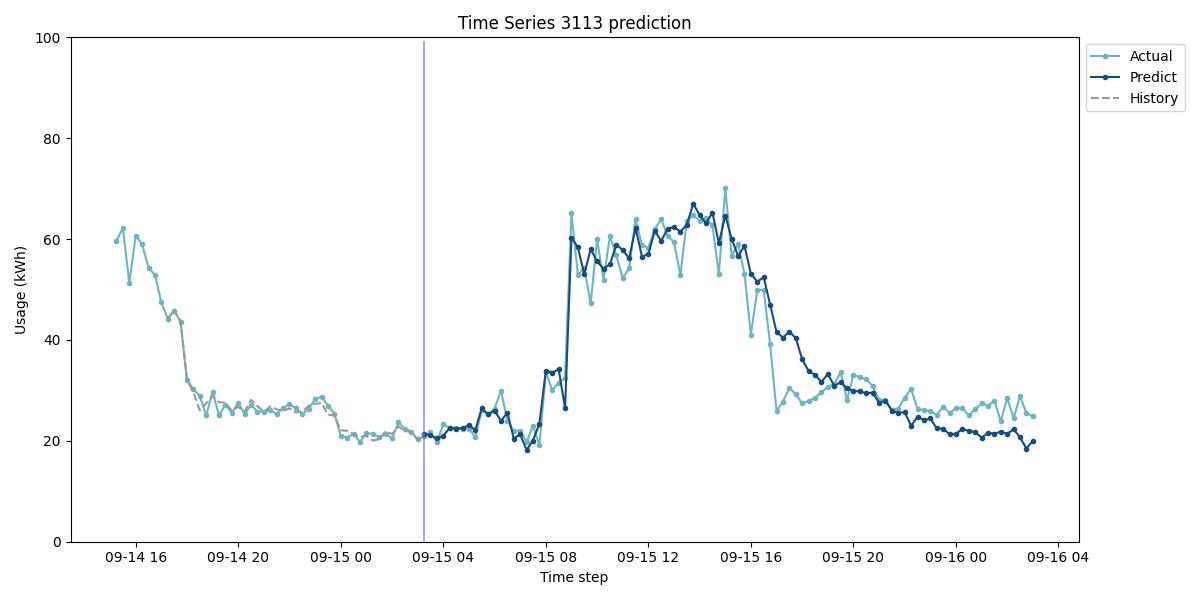 Time Series 3113 prediction
Usage (kWh)
100
80
60
40
20
0
09-14 16
09-14 20
09-15 00
09-15 04
09-15 08
09-15 12
09-15 16
09-15 20
09-16 00
09-16 04
Time step
Actual
Predict
History